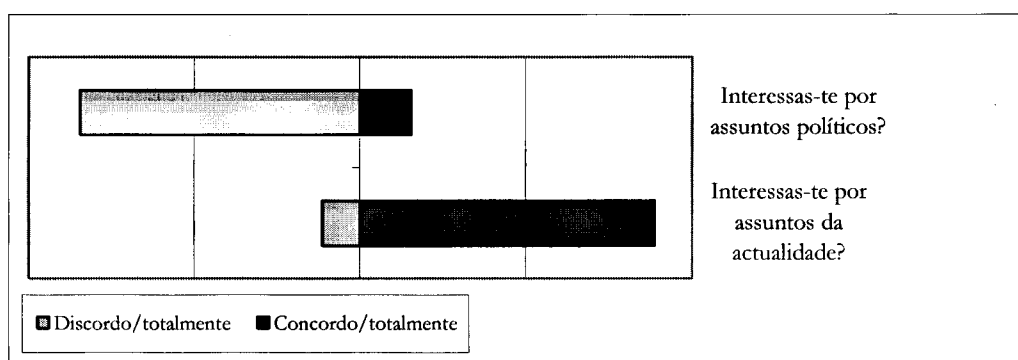 Interessas-te por
assuntos políticos?
Interessas-te por
assuntos da
actualidade?
Discordo/totalmente Concordo/totalmente